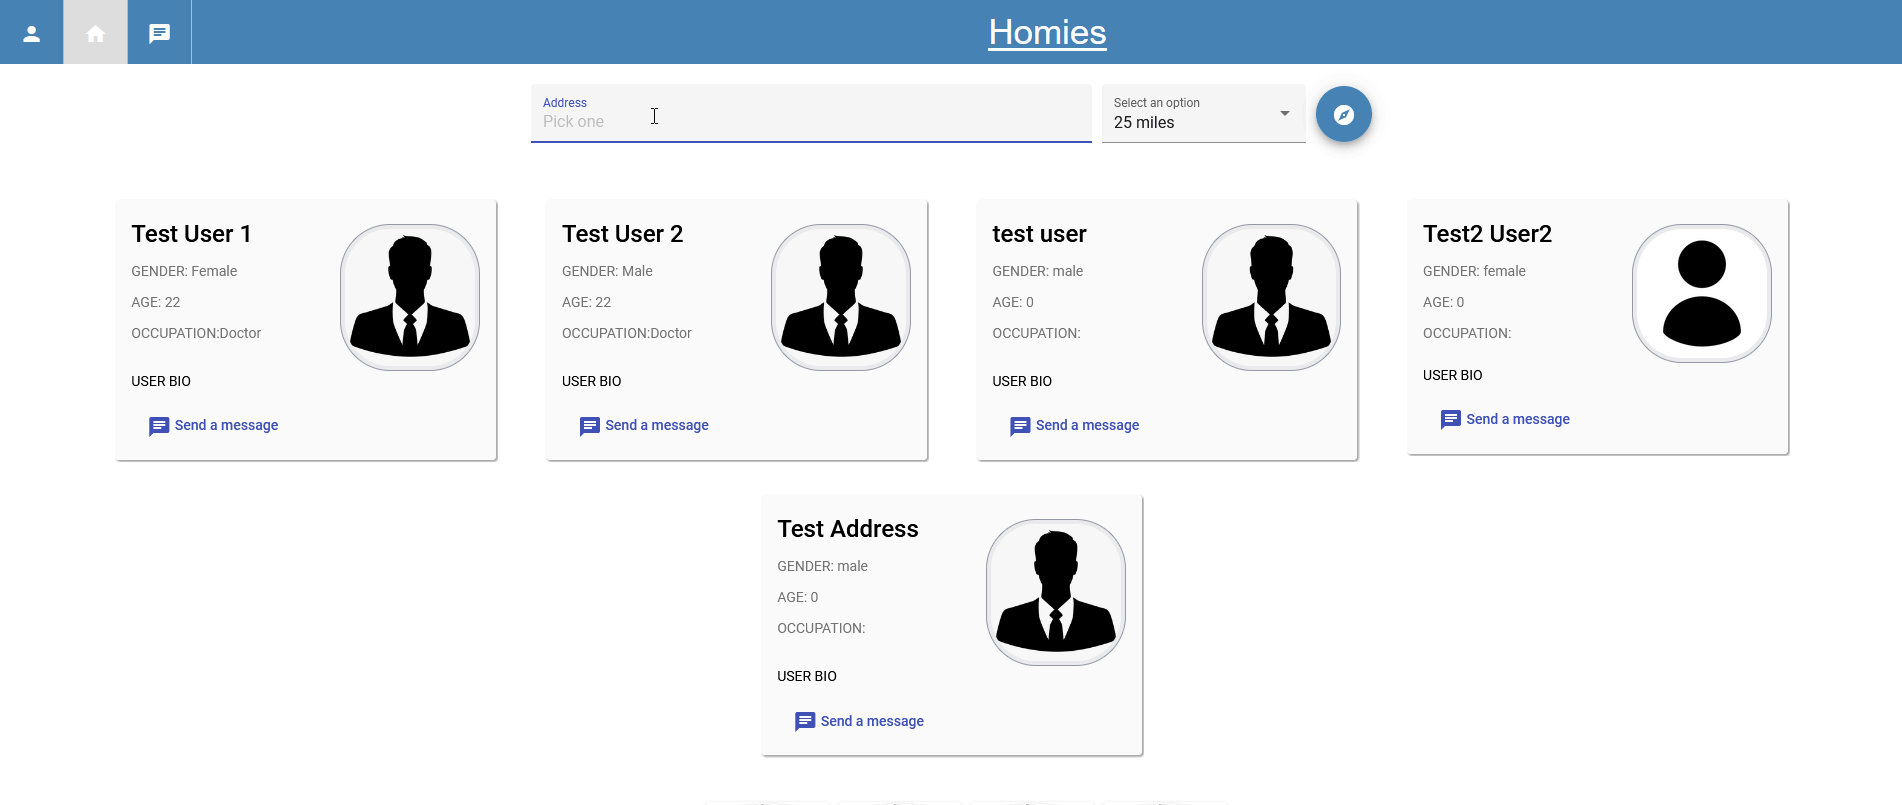 Homies
Address
Pick one
Select an option
25 miles
Test User 1
GENDER: Female
AGE: 22
OCCUPATION:Doctor
USER BIO
Send a message
Test User 2
GENDER: Male
AGE: 22
OCCUPATION:Doctor
USER BIO
Send a message
test user
GENDER: male
AGE: 0
OCCUPATION:
USER BIO
Send a message
Test2 User2
GENDER: female
AGE: 0
OCCUPATION:
USER BIO
Send a message
Test Address
GENDER: male
AGE: 0
OCCUPATION:
USER BIO
Send a message